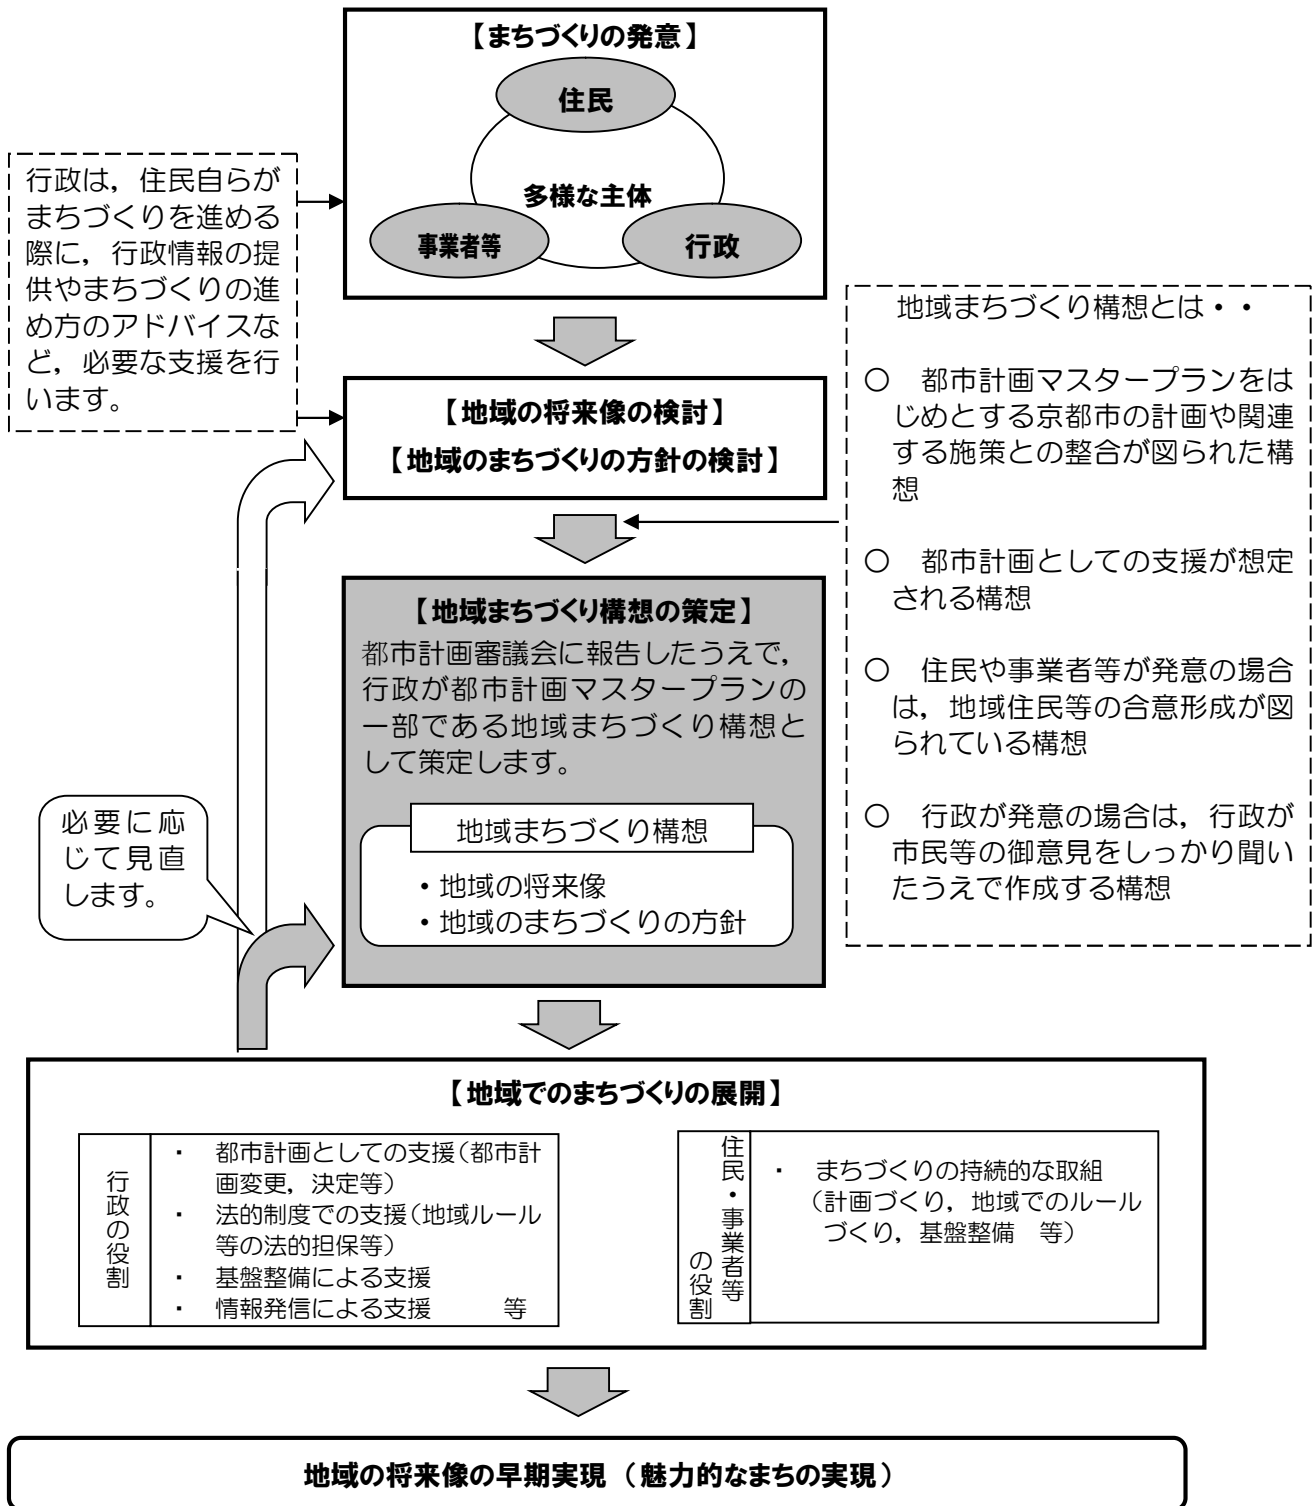 【まちづくりの発意】
住民
多様な主体
事業者等
行政
行政は，住民自らが
まちづくりを進める
際に，行政情報の提
供やまちづくりの進
め方のアドバイスな
ど，必要な支援を行
います。
【地域の将来像の検討】
【地域のまちづくりの方針の検討】
地域まちづくり構想とは・・
○　都市計画マスタープランをは
じめとする京都市の計画や関連
する施策との整合が図られた構
想
○　都市計画としての支援が想定
される構想
○　住民や事業者等が発意の場合
は，地域住民等の合意形成が図
られている構想
○　行政が発意の場合は，行政が
市民等の御意見をしっかり聞い
たうえで作成する構想
【地域まちづくり構想の策定】
都市計画審議会に報告したうえで，
行政が都市計画マスタープランの
一部である地域まちづくり構想と
して策定します。
地域まちづくり構想
・地域の将来像
・地域のまちづくりの方針
必要に応
じて見直
します。
【地域でのまちづくりの展開】
行政の役割
・　都市計画としての支援（都市計
画変更，決定等）
・　法的制度での支援（地域ルール
等の法的担保等）
・　基盤整備による支援
・　情報発信による支援　　等
住民・事業者等
の役割
・　まちづくりの持続的な取組
（計画づくり，地域でのルール
づくり，基盤整備　等）
地域の将来像の早期実現（魅力的なまちの実現）